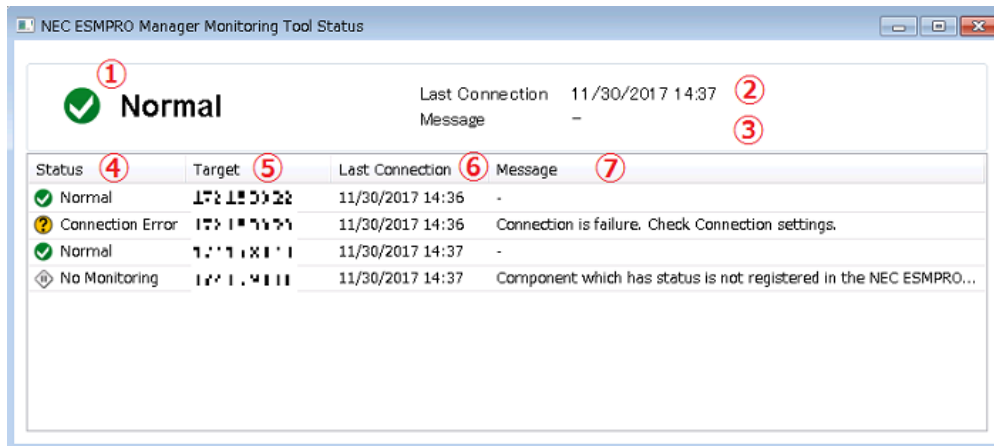 NEC ESMPRO Manager Monitoring Tool Status
①
Normal
Last Connection 11/30/2017 14:37 ②
Message - ③
Status ④ Target ⑤ Last Connection ⑥ Message ⑦
Normal 11/30/2017 14:36 -
Connection Error 11/30/2017 14:36 Connection is failure. Check Connection settings.
Normal 11/30/2017 14:37 -
No Monitoring 11/30/2017 14:37 Component which has status is not registered in the NEC ESMPRO...